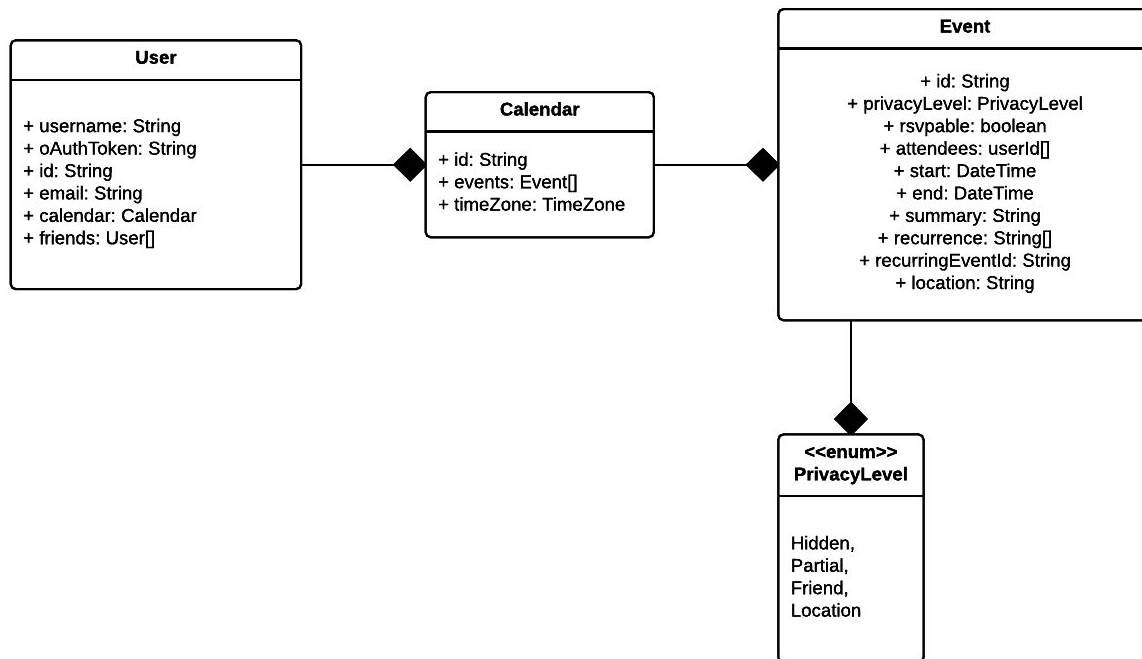 User
+ username: String
+ oAuthToken: String
+ id: String
+ email: String
+ calendar: Calendar
+ friends: User[]
Calendar
+ id: String
+ events: Event[]
+ timeZone: TimeZone
Event
+ id: String
+ privacyLevel: PrivacyLevel
+ rsvpable: boolean
+ attendees: userId[]
+ start: DateTime
+ end: DateTime
+ summary: String
+ recurrence: String[]
+ recurringEventId: String
+ location: String
<<enum>>
PrivacyLevel
Hidden,
Partial,
Friend,
Location